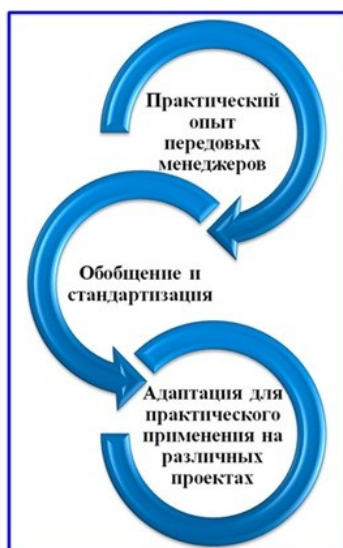 Практический
опыт
передовых
менеджеров
Обобщение и
стандартизация
Адаптация для
практического
применения на
различных
проектах